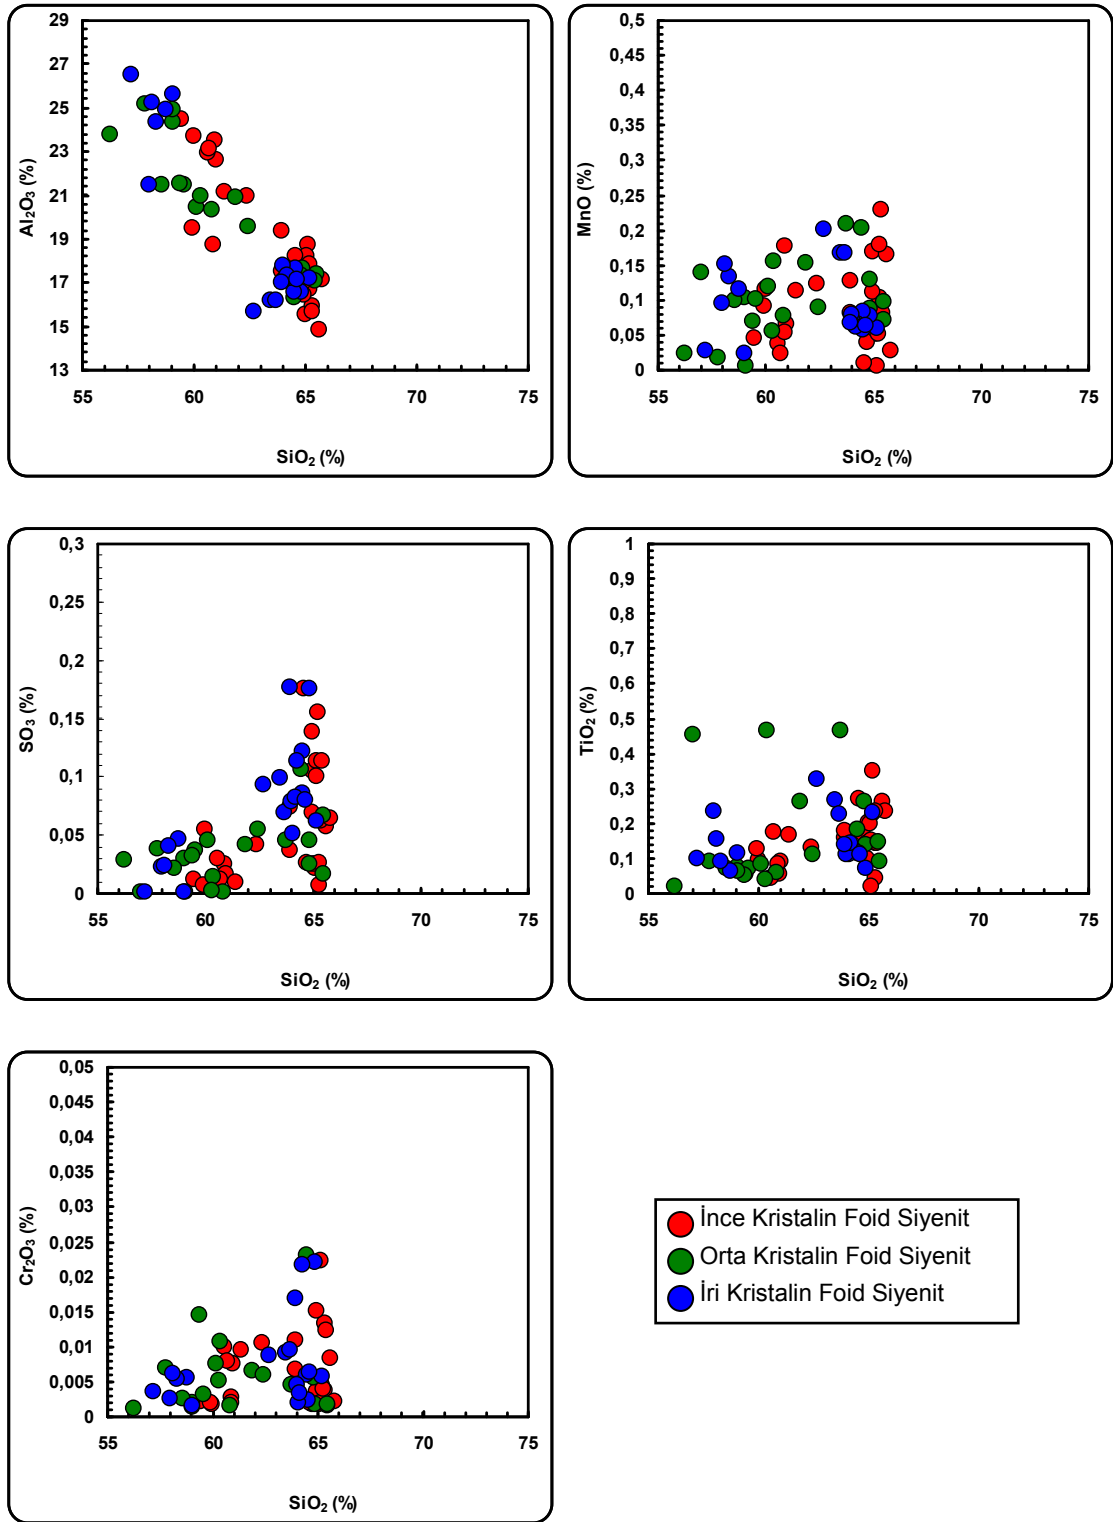 29
27
25
23
21
19
17
15
13
Al₂O₃ (%)
55 60 65 70 75
SiO₂ (%)
0,5
0,45
0,4
0,35
0,3
0,25
0,2
0,15
0,1
0,05
0
MnO (%)
55 60 65 70 75
SiO₂ (%)
0,3
0,25
0,2
0,15
0,1
0,05
0
SO₃ (%)
55 60 65 70 75
SiO₂ (%)
1
0,9
0,8
0,7
0,6
0,5
0,4
0,3
0,2
0,1
0
TiO₂ (%)
55 60 65 70 75
SiO₂ (%)
0,05
0,045
0,04
0,035
0,03
0,025
0,02
0,015
0,01
0,005
0
Cr₂O₃ (%)
55 60 65 70 75
SiO₂ (%)
İnce Kristalin Foid Siyenit
Orta Kristalin Foid Siyenit
İri Kristalin Foid Siyenit